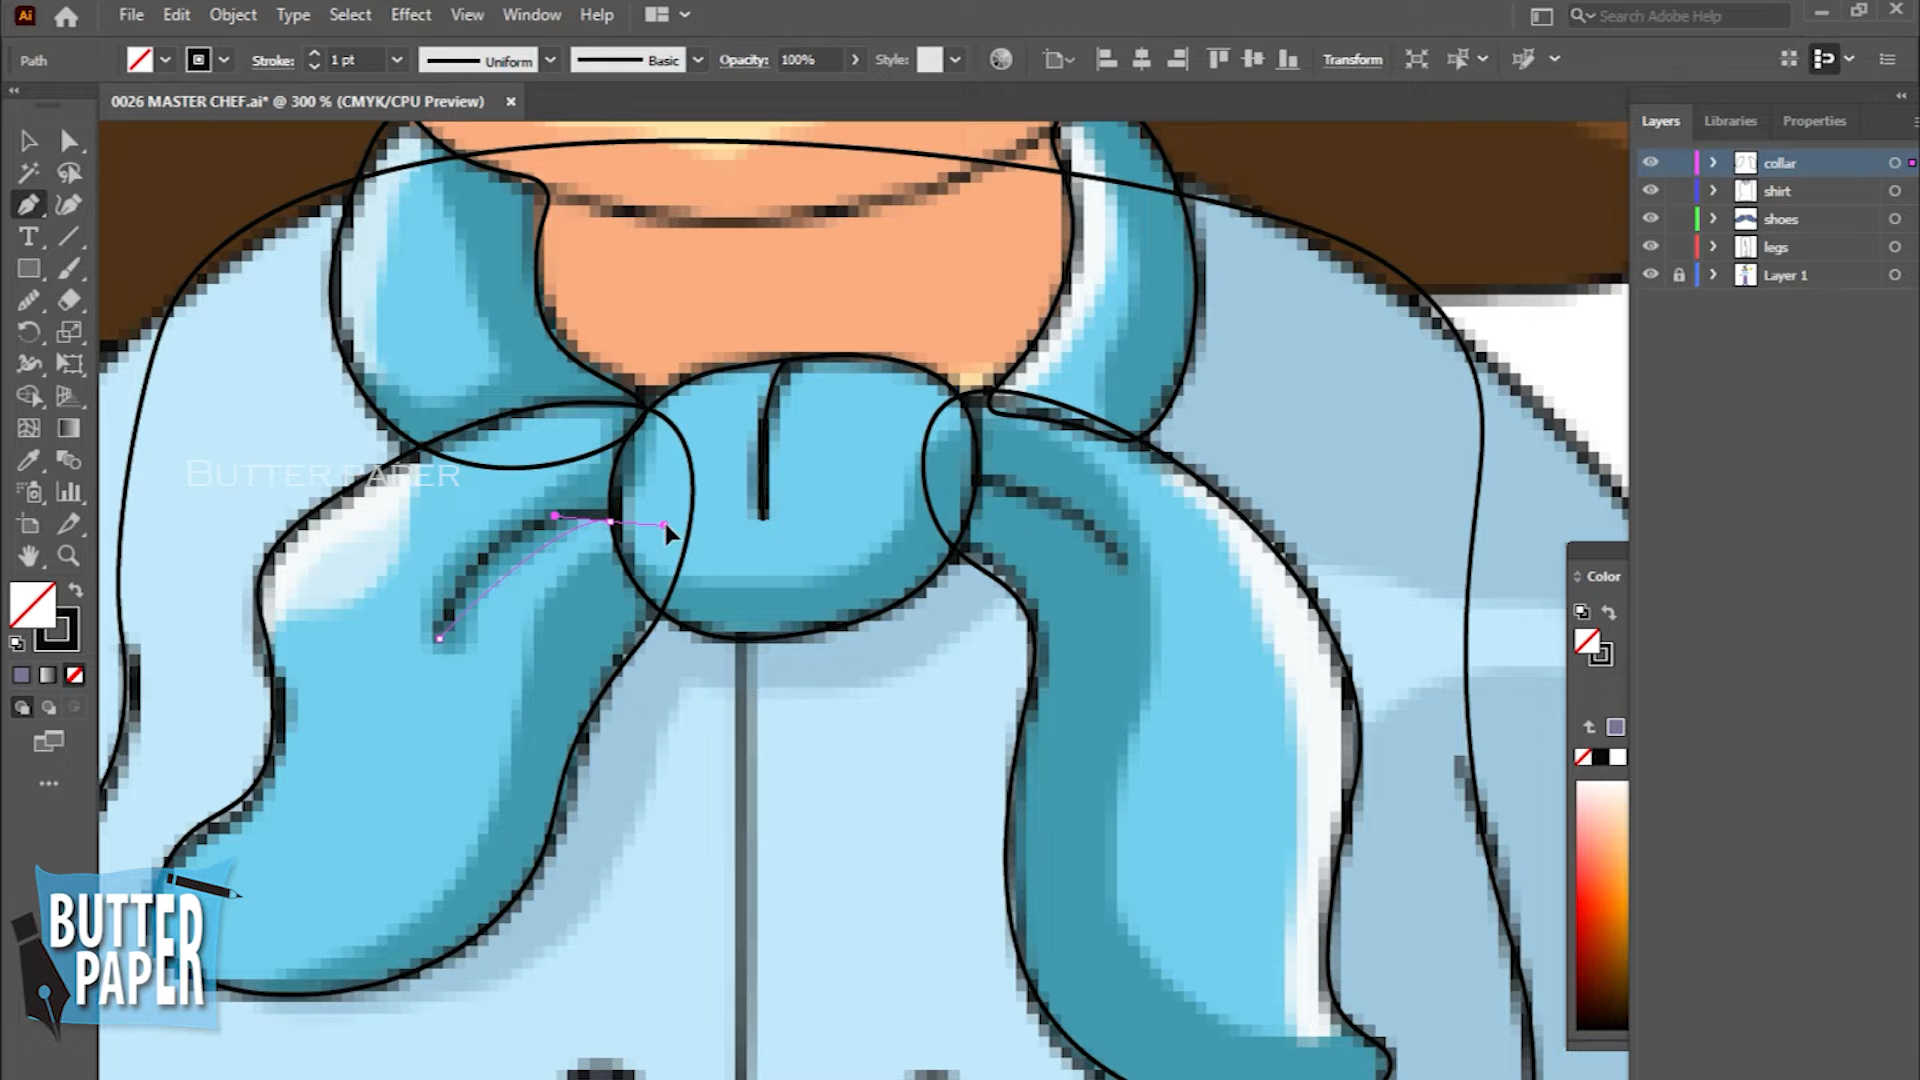 Ai File Edit Object Type Select Effect View Window Help Search Adobe Help
Path Stroke: 1 pt Uniform Basic Opacity: 100% Style: Transform
0026 MASTER CHEF.ai* @ 300 % (CMYK/CPU Preview) ×
Layers Libraries Properties
collar
shirt
shoes
legs
Layer 1
BUTTER PAPER
Color
BUTTER
PAPER